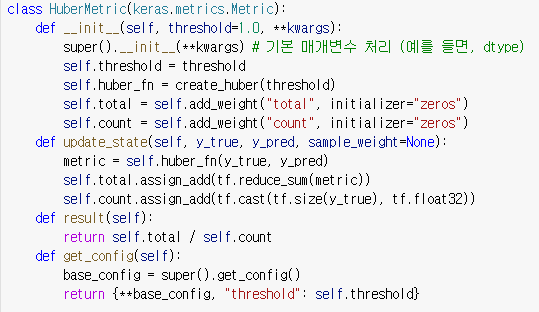 class HuberMetric(keras.metrics.Metric):
    def __init__(self, threshold=1.0, **kwargs):
        super().__init__(**kwargs) # 기본 매개변수 처리 (예를 들면, dtype)
        self.threshold = threshold
        self.huber_fn = create_huber(threshold)
        self.total = self.add_weight("total", initializer="zeros")
        self.count = self.add_weight("count", initializer="zeros")
    def update_state(self, y_true, y_pred, sample_weight=None):
        metric = self.huber_fn(y_true, y_pred)
        self.total.assign_add(tf.reduce_sum(metric))
        self.count.assign_add(tf.cast(tf.size(y_true), tf.float32))
    def result(self):
        return self.total / self.count
    def get_config(self):
        base_config = super().get_config()
        return {**base_config, "threshold": self.threshold}